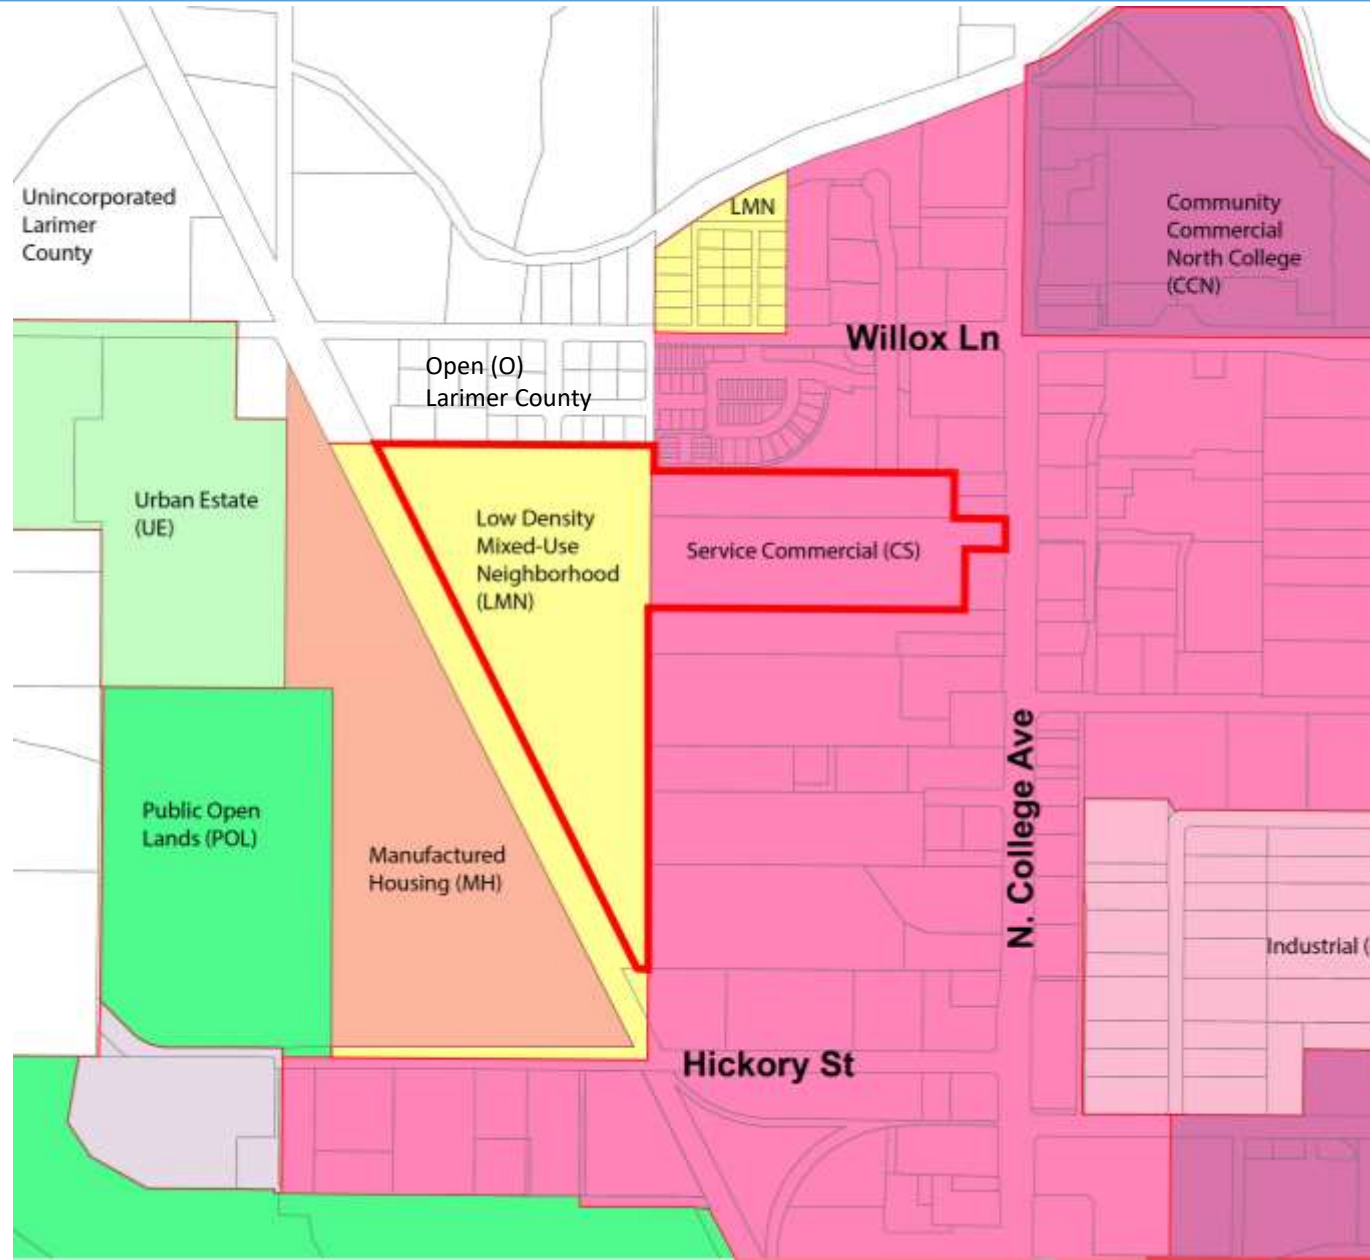 Unincorporated
Larimer
County
LMN
Community
Commercial
North College
(CCN)
Willox Ln
Open (O)
Larimer County
Urban Estate
(UE)
Low Density
Mixed-Use
Neighborhood
(LMN)
Service Commercial (CS)
Public Open
Lands (POL)
Manufactured
Housing (MH)
N. College Ave
Industrial (
Hickory St